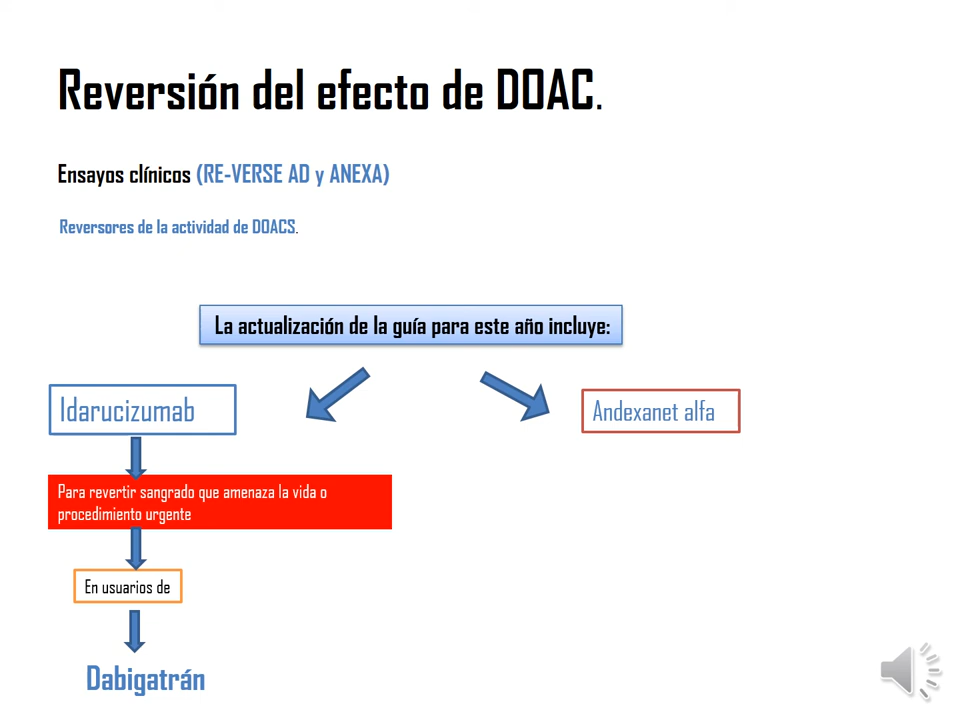 Reversión del efecto de DOAC.
Ensayos clínicos (RE-VERSE AD y ANEXA)
Reversores de la actividad de DOACS.
La actualización de la guía para este año incluye:
Idarucizumab
Andexanet alfa
Para revertir sangrado que amenaza la vida o
procedimiento urgente
En usuarios de
Dabigatrán